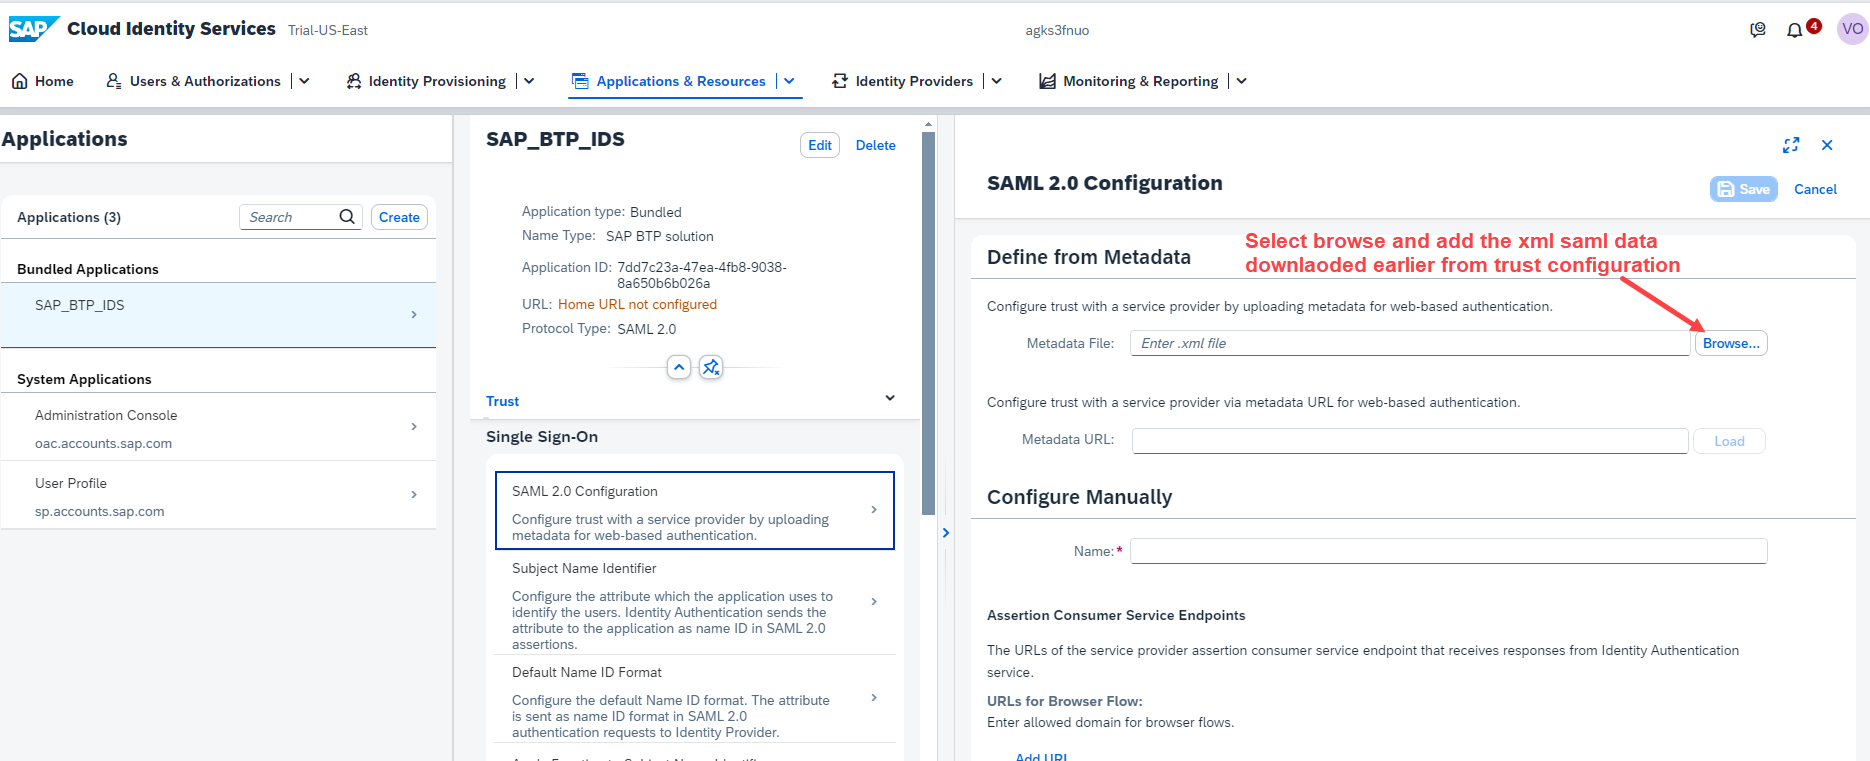 SAP Cloud Identity Services Trial-US-East agks3fnuo 4 VO
Home Users & Authorizations Identity Provisioning Applications & Resources Identity Providers Monitoring & Reporting
Applications
Applications (3) Search Create
Bundled Applications
SAP_BTP_IDS
System Applications
Administration Console
oac.accounts.sap.com
User Profile
sp.accounts.sap.com
SAP_BTP_IDS Edit Delete
Application type: Bundled
Name Type: SAP BTP solution
Application ID: 7dd7c23a-47ea-4fb8-9038-
8a650b6b026a
URL: Home URL not configured
Protocol Type: SAML 2.0
Trust
Single Sign-On
SAML 2.0 Configuration
Configure trust with a service provider by uploading
metadata for web-based authentication.
Subject Name Identifier
Configure the attribute which the application uses to
identify the users. Identity Authentication sends the
attribute to the application as name ID in SAML 2.0
assertions.
Default Name ID Format
Configure the default Name ID format. The attribute
is sent as name ID format in SAML 2.0
authentication requests to Identity Provider.
SAML 2.0 Configuration
Save Cancel
Define from Metadata
Select browse and add the xml saml data
downlaoded earlier from trust configuration
Configure trust with a service provider by uploading metadata for web-based authentication.
Metadata File: Enter .xml file Browse...
Configure trust with a service provider via metadata URL for web-based authentication.
Metadata URL: Load
Configure Manually
Name:*
Assertion Consumer Service Endpoints
The URLs of the service provider assertion consumer service endpoint that receives responses from Identity Authentication
service.
URLs for Browser Flow:
Enter allowed domain for browser flows.
Add URL